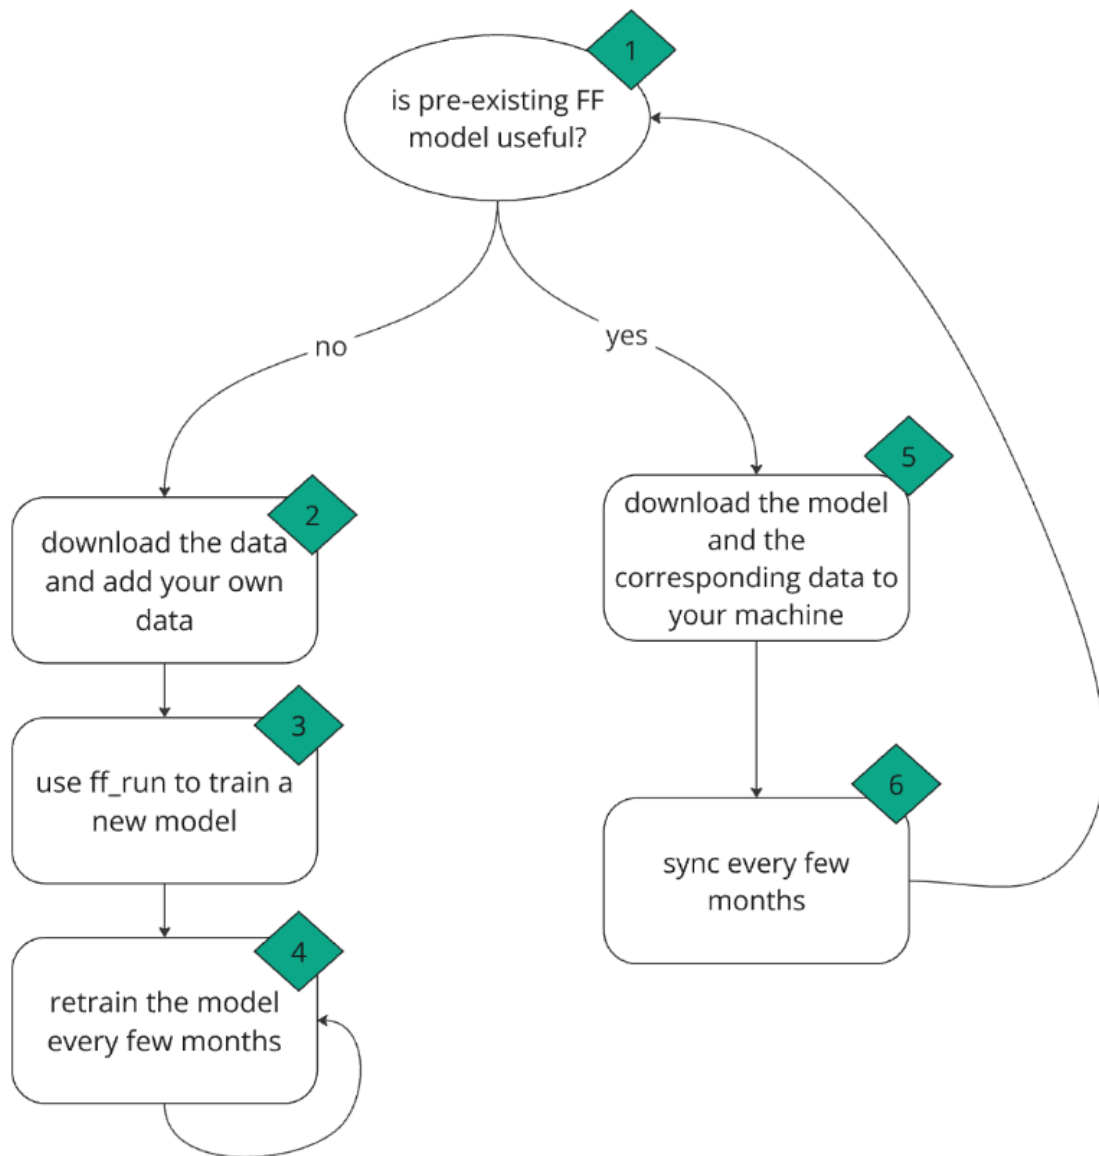 1
is pre-existing FF
model useful?
no
yes
2
download the data
and add your own
data
3
use ff_run to train a
new model
4
retrain the model
every few months
5
download the model
and the
corresponding data to
your machine
6
sync every few
months